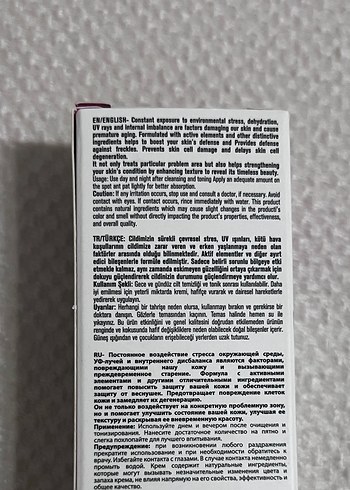 EN/ENGLISH- Constant exposure to environmental stress, dehydration,
UV rays and internal imbalance are factors damaging our skin and cause
premature aging. Formulated with active elements and other distinctive
ingredients helps to boost your skin's defense and Provides defense
against freckles. Prevents skin cell damage and delays skin cell
degeneration.
It not only treats particular problem area but also helps strengthening
your skin's condition by enhancing texture to reveal its timeless beauty.
Usage: Use day and night after cleansing and toning Apply an adequate amount on
the spot ant pat lightly for better absorption.
Caution: If any irritation occurs, stop use and consult a doctor, if necessary. Avoid
contact with eyes. If contact occurs, rince immediately with water. This product
contains natural ingredients which may cause slight changes in the product's
color and smell without directly impacting the product's properties, effectiveness,
and overall quality.
TR/TÜRKÇE: Cildimizin sürekli çevresel stres, UV ışınları, kötü hava
koşullarının cildimize zarar veren ve erken yaşlanmaya neden olan
faktörler arasında olduğu bilinmektedir. Aktif elementler ve diğer ayırt
edici bileşenlerle formüle edilmiştir. Sadece belirli sorunlu bölgeyi tedavi
etmekle kalmaz, aynı zamanda eskimeyen güzelliğini ortaya çıkarmak için
dokuyu güçlendirerek cildinizin durumunu güçlendirmeye yardımcı olur.
Kullanım Şekli: Gece ve gündüz cilt temizliği ve tonik sonrası kullanılabilir. Daha
iyi emilmesi için yeterli miktarda kremi, hafifçe vurarak ve dairesel hareketlerle
yedirerek uygulayın.
Uyarılar: Herhangi bir tahrişe neden olursa, kullanmayı bırakın ve gerekirse bir
doktora danışın. Gözlerle temasından kaçının. Temas halinde hemen su ile
yıkayınız. Bu ürün etkinliğini ve genel kalitesini doğrudan etkilemeden ürünün
renginde ve kokusunda hafif değişikliklere neden olabilecek doğal bileşenler içerir.
Güneş ışığından ve çocukların erişebileceği yerlerden uzak tutunuz.
RU- Постоянное воздействие стресса окружающей среды,
УФ-лучей и внутреннего дисбаланса являются факторами,
повреждающими нашу кожу и вызывающими
преждевременное старение. Формула с активными
элементами и другими отличительными ингредиентами
помогает повысить защиту вашей кожи и обеспечивает
защиту от веснушек. Предотвращает повреждение клеток
кожи и замедляет их дегенерацию.
Он не только воздействует на конкретную проблемную зону,
но и помогает улучшить состояние вашей кожи, улучшая ее
текстуру и раскрывая ее вневременную красоту.
Применение: Используйте днем и вечером после очищения и
тонизирования. Нанесите достаточное количество на пятно и
слегка похлопайте для лучшего впитывания.
Предупреждение: при возникновении любого раздражения
прекратите использование и при необходимости обратитесь к
врачу. Избегайте контакта с глазами. В случае контакта немедленно
промыть водой. Крем содержит натуральные ингредиенты,
которые могут вызывать незначительные изменения цвета и
запаха крема, не влияя напрямую на его свойства, эффективность и
общее качество.